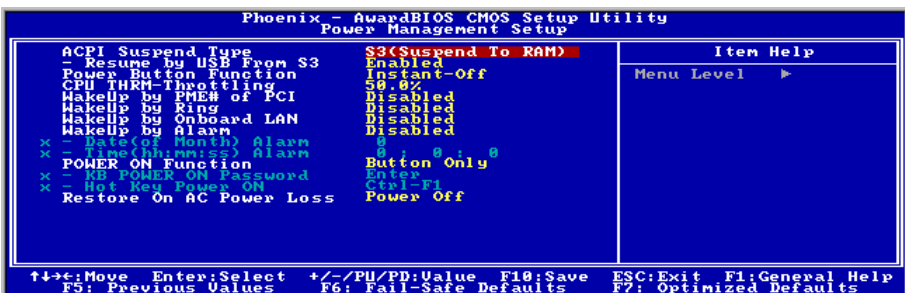 Phoenix - AwardBIOS CMOS Setup Utility
Power Management Setup
ACPI Suspend Type S3(Suspend To RAM) Item Help
- Resume by USB From S3 Enabled
Power Button Function Instant-Off Menu Level ▶
CPU THRM-Throttling 50.0%
WakeUp by PME# of PCI Disabled
WakeUp by Ring Disabled
WakeUp by Onboard LAN Disabled
WakeUp by Alarm Disabled
x - Date(of Month) Alarm 0
x - Time(hh:mm:ss) Alarm 0 : 0 : 0
POWER ON Function Button Only
x - KB POWER ON Password Enter
x - Hot Key Power ON Ctrl-F1
Restore On AC Power Loss Power Off
↑↓→←:Move Enter:Select +/-/PU/PD:Value F10:Save ESC:Exit F1:General Help
F5: Previous Values F6: Fail-Safe Defaults F7: Optimized Defaults